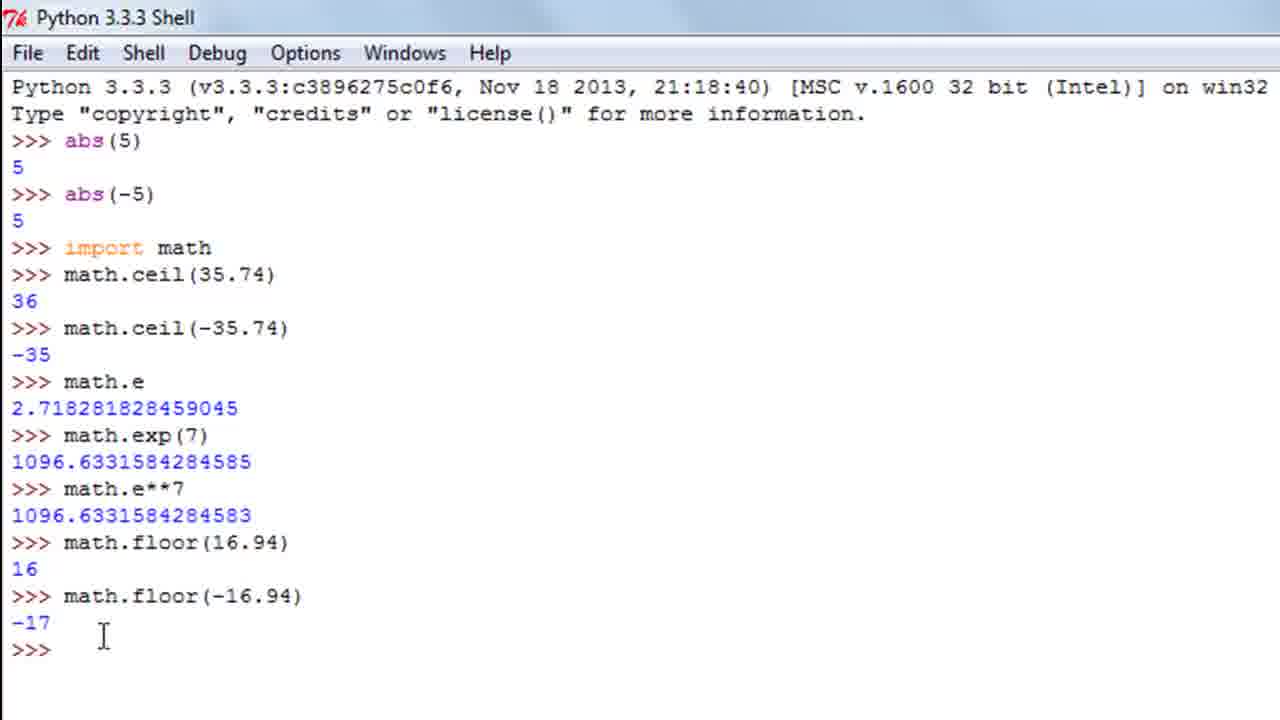 Python 3.3.3 Shell
File Edit Shell Debug Options Windows Help
Python 3.3.3 (v3.3.3:c3896275c0f6, Nov 18 2013, 21:18:40) [MSC v.1600 32 bit (Intel)] on win32
Type "copyright", "credits" or "license()" for more information.
>>> abs(5)
5
>>> abs(-5)
5
>>> import math
>>> math.ceil(35.74)
36
>>> math.ceil(-35.74)
-35
>>> math.e
2.718281828459045
>>> math.exp(7)
1096.6331584284585
>>> math.e**7
1096.6331584284583
>>> math.floor(16.94)
16
>>> math.floor(-16.94)
-17
>>>